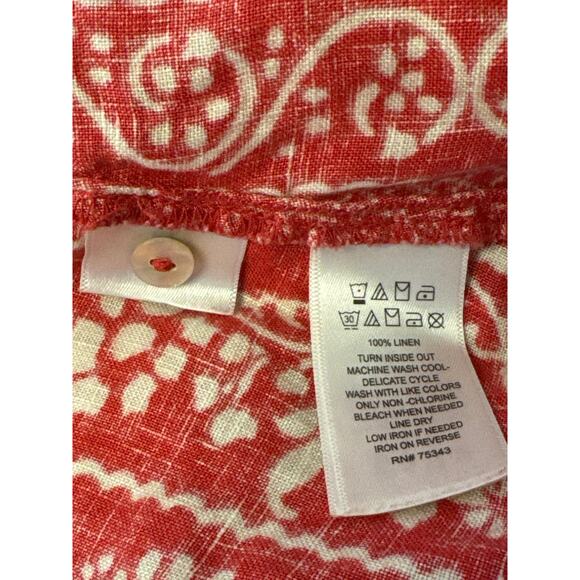 30
100% LINEN
TURN INSIDE OUT
MACHINE WASH COOL-
DELICATE CYCLE
WASH WITH LIKE COLORS
ONLY NON -CHLORINE
BLEACH WHEN NEEDED
LINE DRY
LOW IRON IF NEEDED
IRON ON REVERSE
RN# 75343